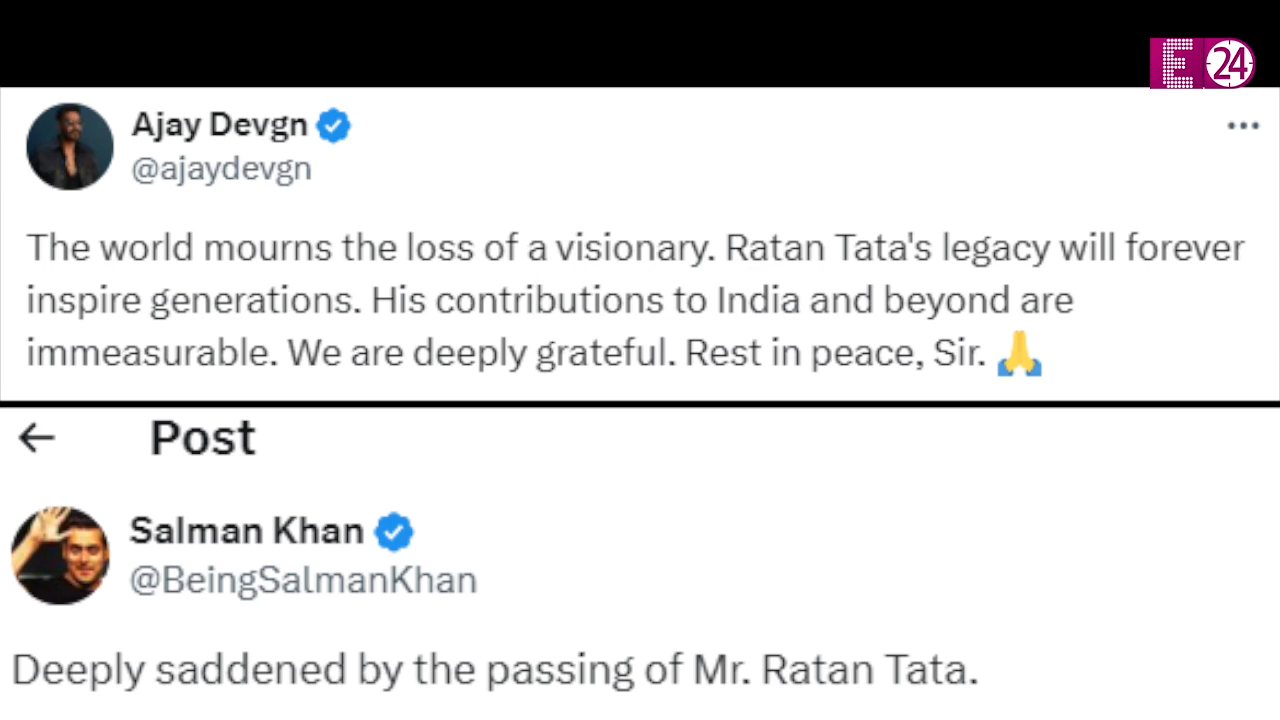 E 24
Ajay Devgn
@ajaydevgn
The world mourns the loss of a visionary. Ratan Tata's legacy will forever
inspire generations. His contributions to India and beyond are
immeasurable. We are deeply grateful. Rest in peace, Sir. 🙏
Post
Salman Khan
@BeingSalmanKhan
Deeply saddened by the passing of Mr. Ratan Tata.